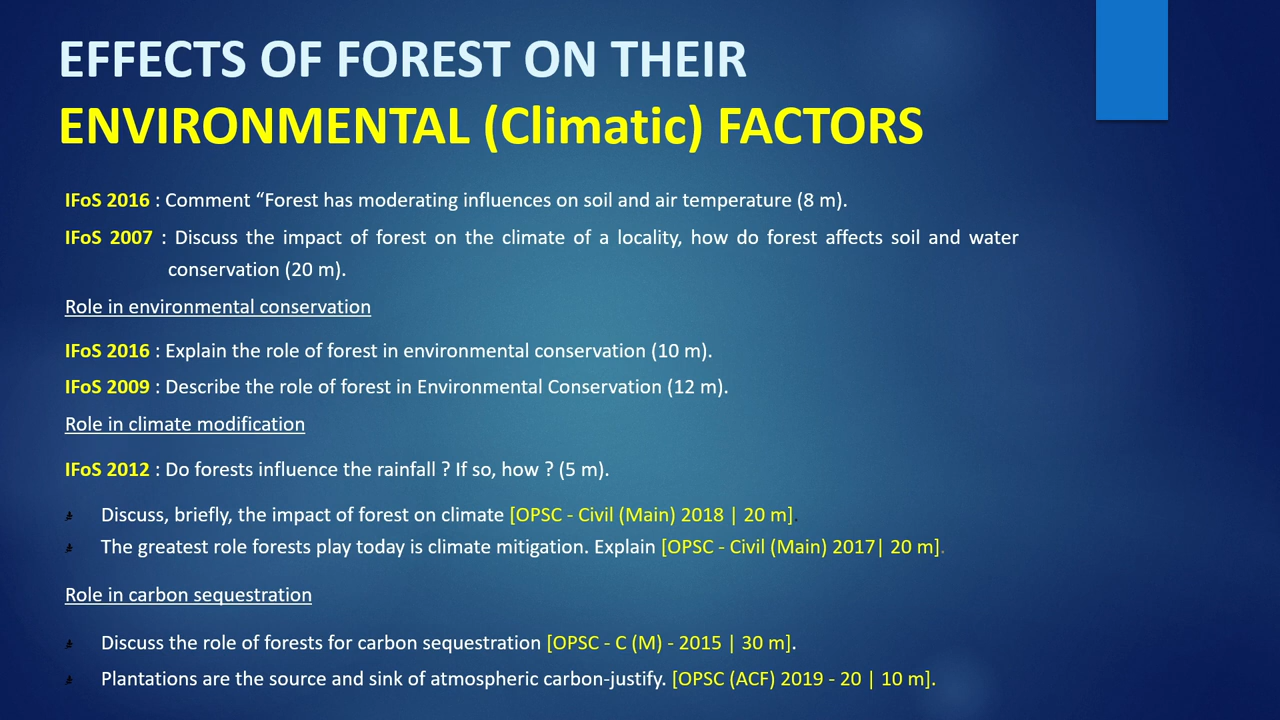 EFFECTS OF FOREST ON THEIR
ENVIRONMENTAL (Climatic) FACTORS
IFoS 2016 : Comment “Forest has moderating influences on soil and air temperature (8 m).
IFoS 2007 : Discuss the impact of forest on the climate of a locality, how do forest affects soil and water
conservation (20 m).
Role in environmental conservation
IFoS 2016 : Explain the role of forest in environmental conservation (10 m).
IFoS 2009 : Describe the role of forest in Environmental Conservation (12 m).
Role in climate modification
IFoS 2012 : Do forests influence the rainfall ? If so, how ? (5 m).
Discuss, briefly, the impact of forest on climate [OPSC - Civil (Main) 2018 | 20 m].
The greatest role forests play today is climate mitigation. Explain [OPSC - Civil (Main) 2017| 20 m].
Role in carbon sequestration
Discuss the role of forests for carbon sequestration [OPSC - C (M) - 2015 | 30 m].
Plantations are the source and sink of atmospheric carbon-justify. [OPSC (ACF) 2019 - 20 | 10 m].